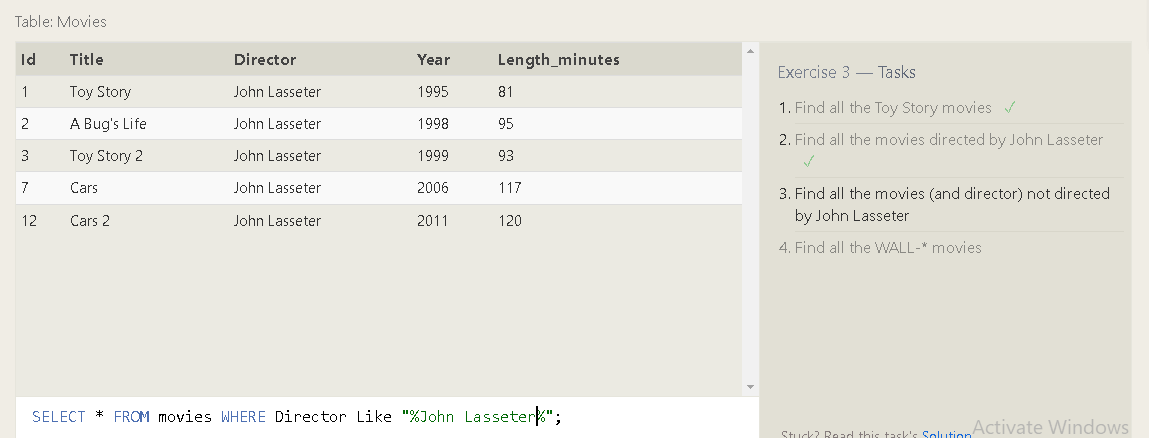 Table: Movies
Id Title Director Year Length_minutes
1 Toy Story John Lasseter 1995 81
2 A Bug's Life John Lasseter 1998 95
3 Toy Story 2 John Lasseter 1999 93
7 Cars John Lasseter 2006 117
12 Cars 2 John Lasseter 2011 120
SELECT * FROM movies WHERE Director Like "%John Lasseter%";
Exercise 3 — Tasks
1. Find all the Toy Story movies ✓
2. Find all the movies directed by John Lasseter
✓
3. Find all the movies (and director) not directed
by John Lasseter
4. Find all the WALL-* movies
Stuck? Read this task's Solution
Activate Windows